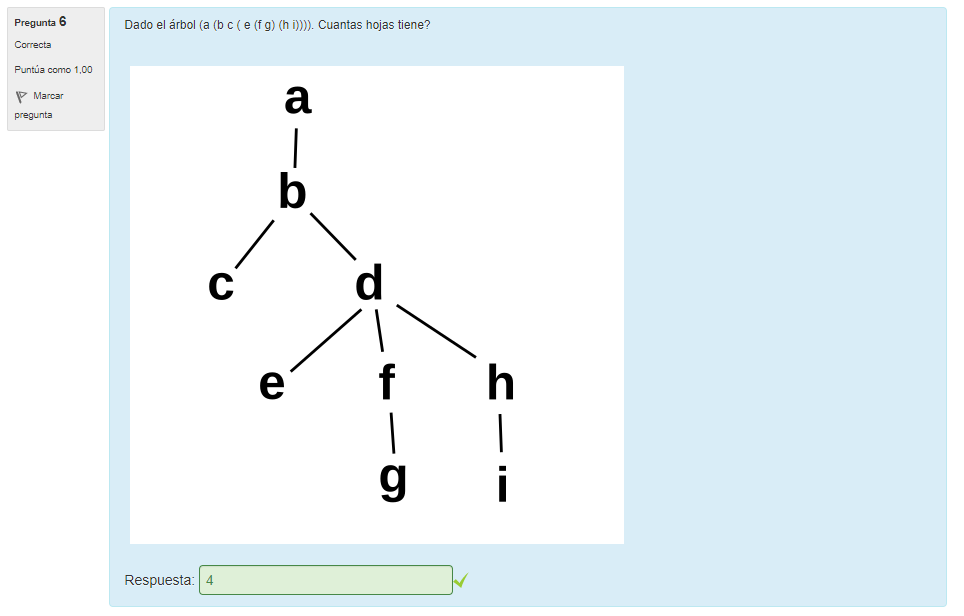 Pregunta 6
Correcta
Puntúa como 1,00
Marcar
pregunta
Dado el árbol (a (b c ( e (f g) (h i)))). Cuantas hojas tiene?
a
b
c
d
e
f
h
g
i
Respuesta: 4